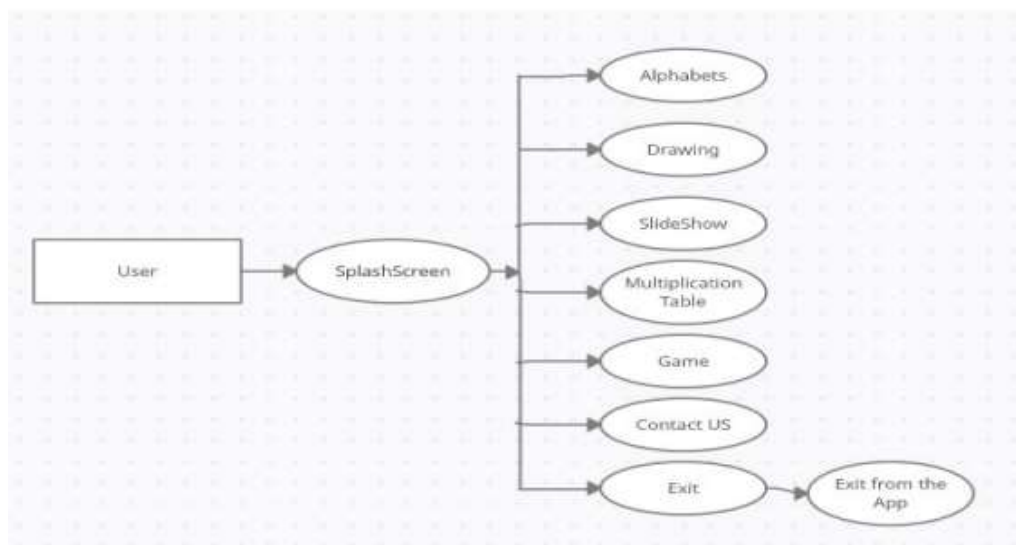 Alphabets
Drawing
SlideShow
User
SplashScreen
Multiplication
Table
Game
Contact US
Exit
Exit from the
App